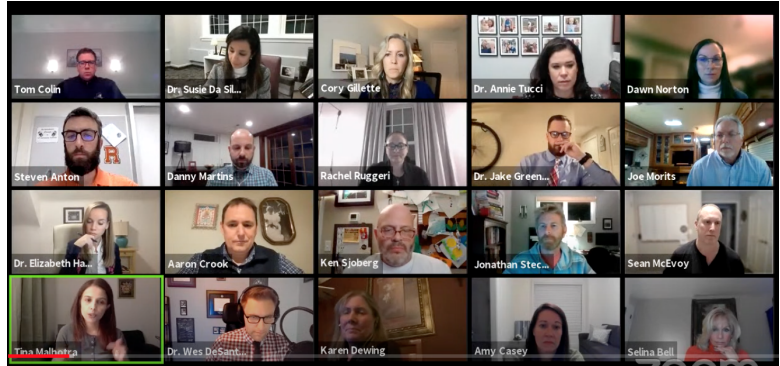 Tom Colin
Dr. Susie Da Sil...
Cory Gillette
Dr. Annie Tucci
Dawn Norton
Steven Anton
Danny Martins
Rachel Ruggeri
Dr. Jake Green...
Joe Morits
Dr. Elizabeth Ha...
Aaron Crook
Ken Sjoberg
Jonathan Stec...
Sean McEvoy
Tina Malhotra
Dr. Wes DeSant...
Karen Dewing
Amy Casey
Selina Bell
zoom